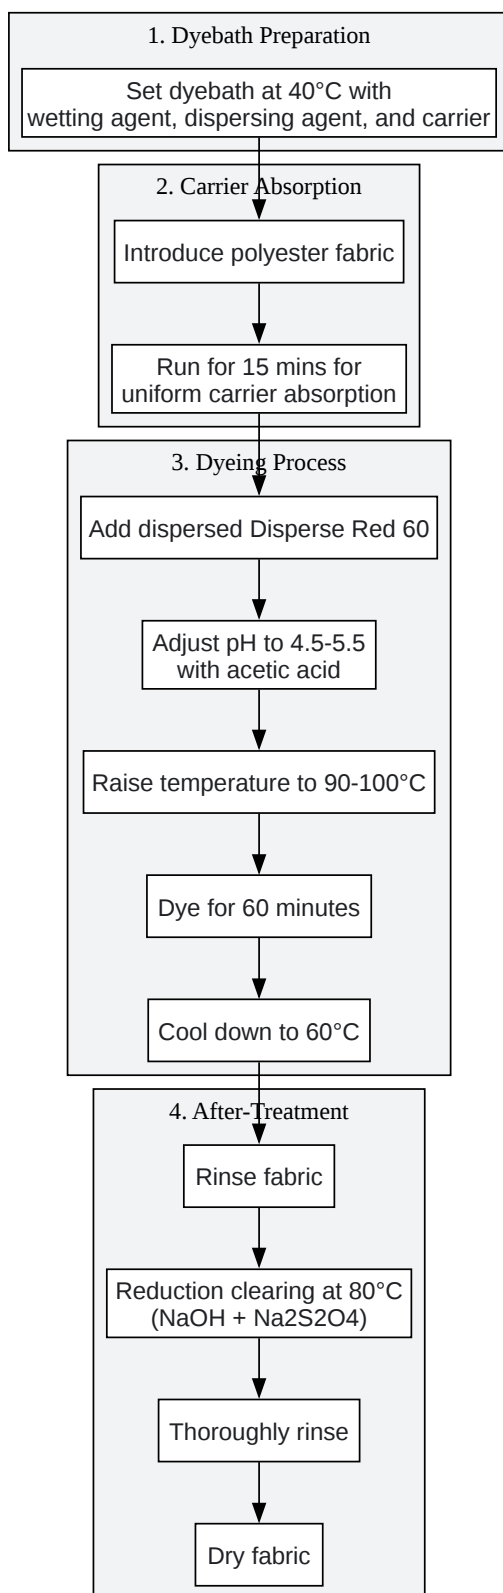 1. Dyebath Preparation
Set dyebath at 40°C with
wetting agent, dispersing agent, and carrier
2. Carrier Absorption
Introduce polyester fabric
Run for 15 mins for
uniform carrier absorption
3. Dyeing Process
Add dispersed Disperse Red 60
Adjust pH to 4.5-5.5
with acetic acid
Raise temperature to 90-100°C
Dye for 60 minutes
Cool down to 60°C
4. After-Treatment
Rinse fabric
Reduction clearing at 80°C
(NaOH + Na2S2O4)
Thoroughly rinse
Dry fabric